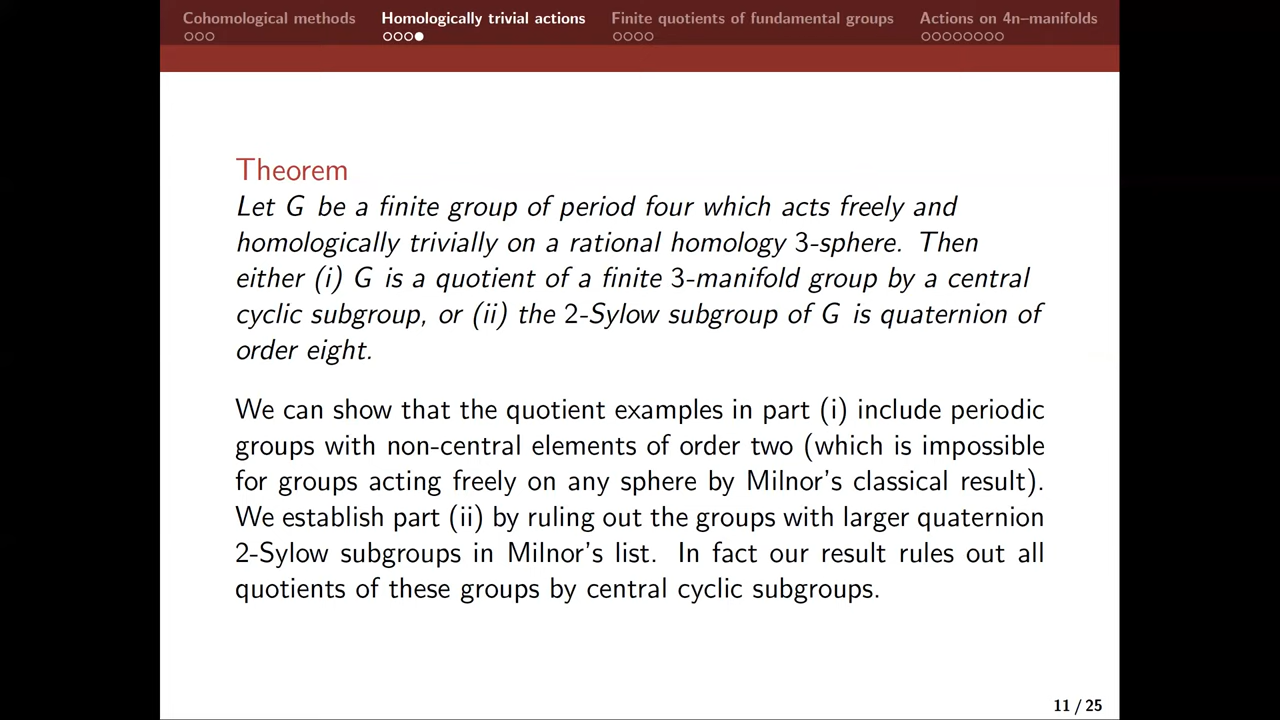 Cohomological methods Homologically trivial actions Finite quotients of fundamental groups Actions on 4n–manifolds
Theorem
Let G be a finite group of period four which acts freely and
homologically trivially on a rational homology 3-sphere. Then
either (i) G is a quotient of a finite 3-manifold group by a central
cyclic subgroup, or (ii) the 2-Sylow subgroup of G is quaternion of
order eight.
We can show that the quotient examples in part (i) include periodic
groups with non-central elements of order two (which is impossible
for groups acting freely on any sphere by Milnor's classical result).
We establish part (ii) by ruling out the groups with larger quaternion
2-Sylow subgroups in Milnor's list. In fact our result rules out all
quotients of these groups by central cyclic subgroups.
11 / 25